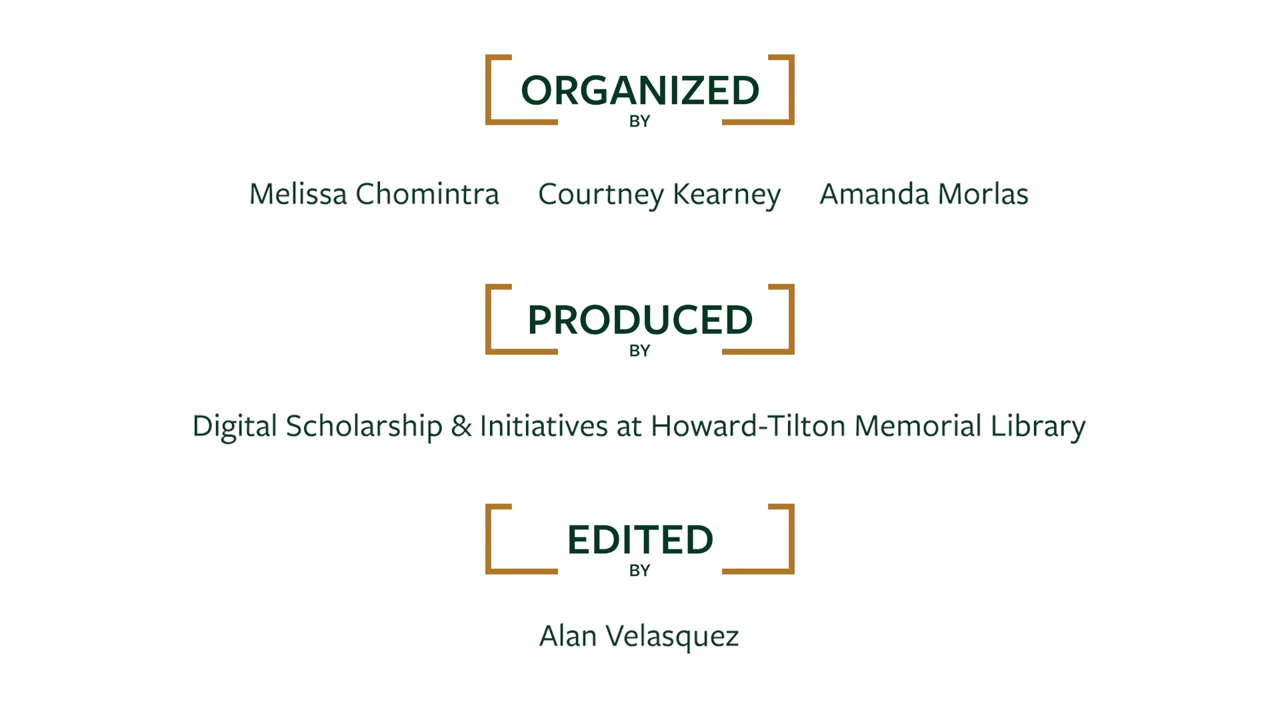 ORGANIZED
BY
Melissa Chomintra Courtney Kearney Amanda Morlas
PRODUCED
BY
Digital Scholarship & Initiatives at Howard-Tilton Memorial Library
EDITED
BY
Alan Velasquez